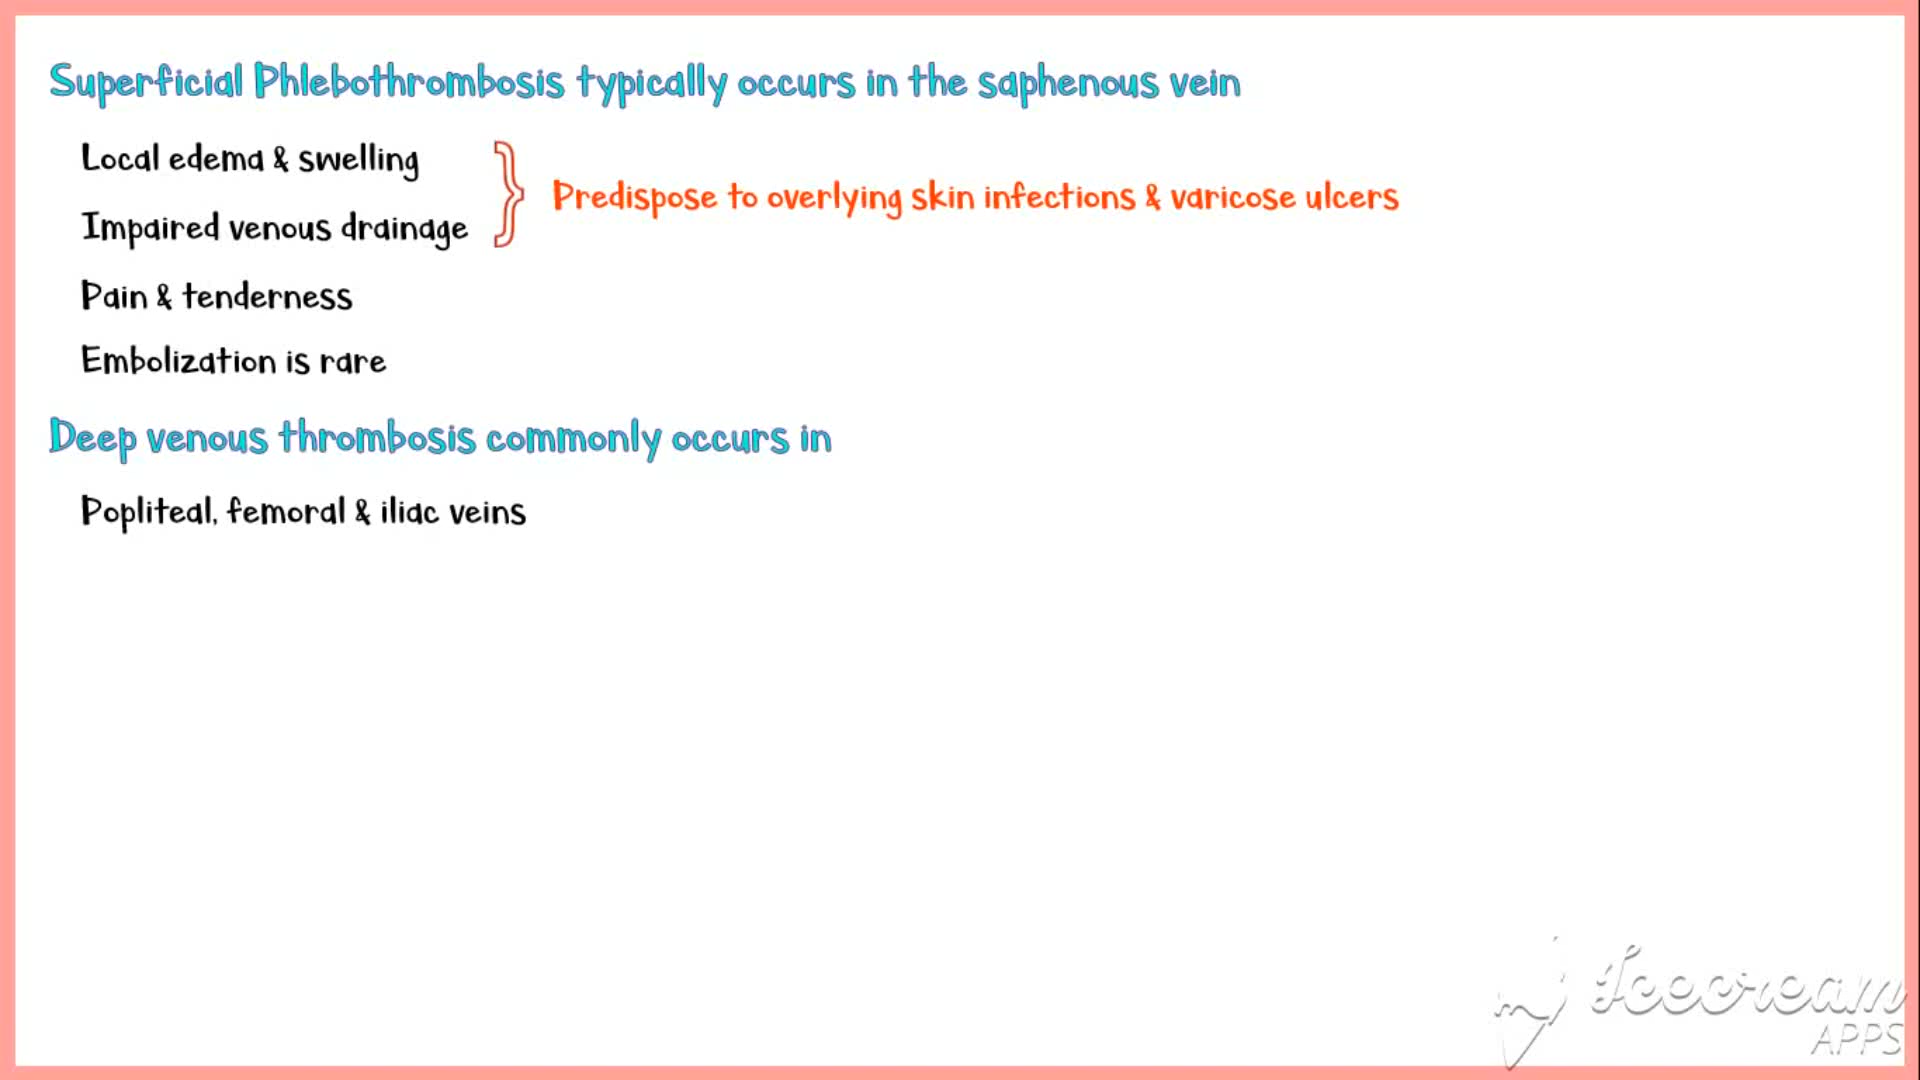 Superficial Phlebothrombosis typically occurs in the saphenous vein
Local edema & swelling
Impaired venous drainage
Predispose to overlying skin infections & varicose ulcers
Pain & tenderness
Embolization is rare
Deep venous thrombosis commonly occurs in
Popliteal, femoral & iliac veins
Icecream
APPS